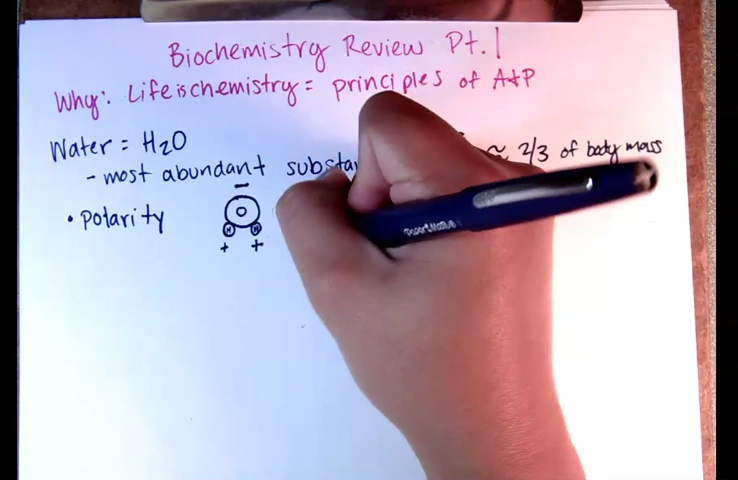 Biochemistry Review Pt. 1
Why: Life is chemistry = principles of A+P
Water = H2O
- most abundant ≈ 2/3 of body mass
• Polarity
-
O
H H
+ +
PaperMate